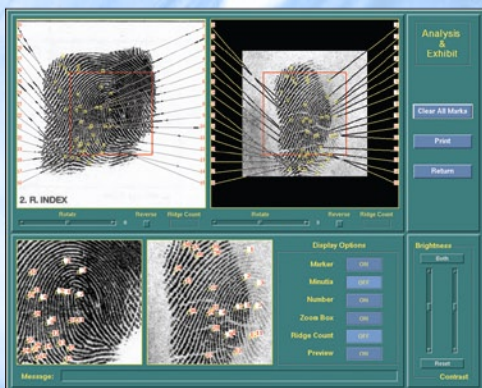 Analysis
&
Exhibit
Clear All Marks
Print
Return
2. R. INDEX
Rotate Reverse Ridge Count
Rotate Reverse Ridge Count
Display Options
Marker ON
Minutia OFF
Number ON
Zoom Box ON
Ridge Count OFF
Preview ON
Brightness
Both
Reset
Contrast
Message: